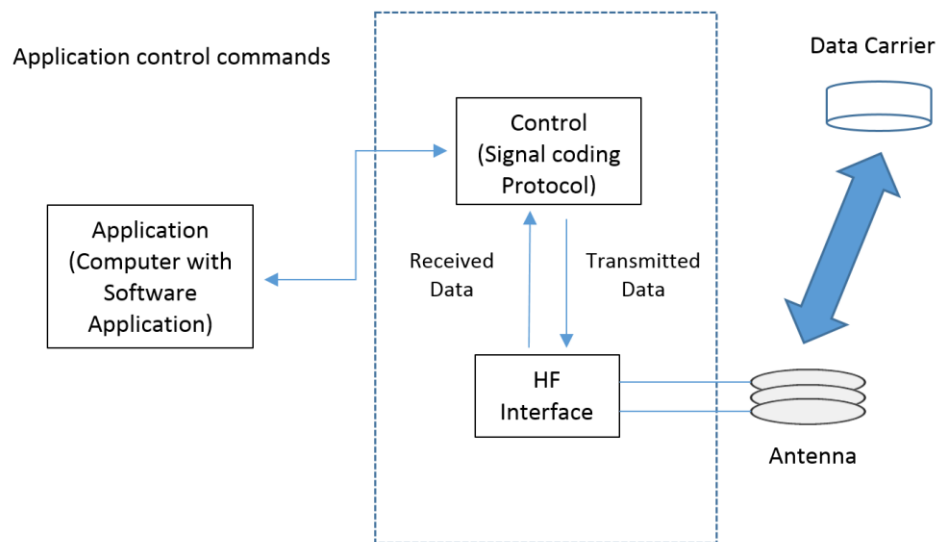 Application control commands
Data Carrier
Control
(Signal coding
Protocol)
Application
(Computer with
Software
Application)
Received
Data
Transmitted
Data
HF
Interface
Antenna